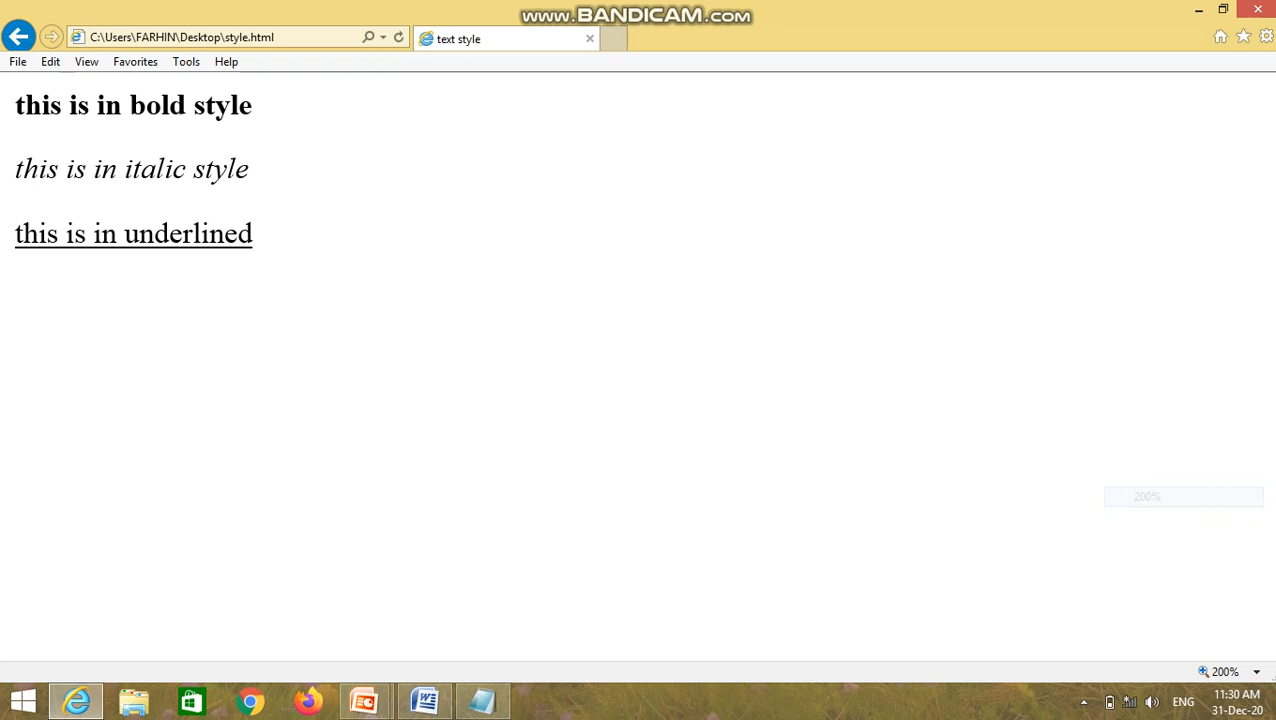 www.BANDICAM.com
C:\Users\FARHIN\Desktop\style.html
text style
File Edit View Favorites Tools Help
this is in bold style
this is in italic style
this is in underlined
200%
200%
ENG
11:30 AM
31-Dec-20